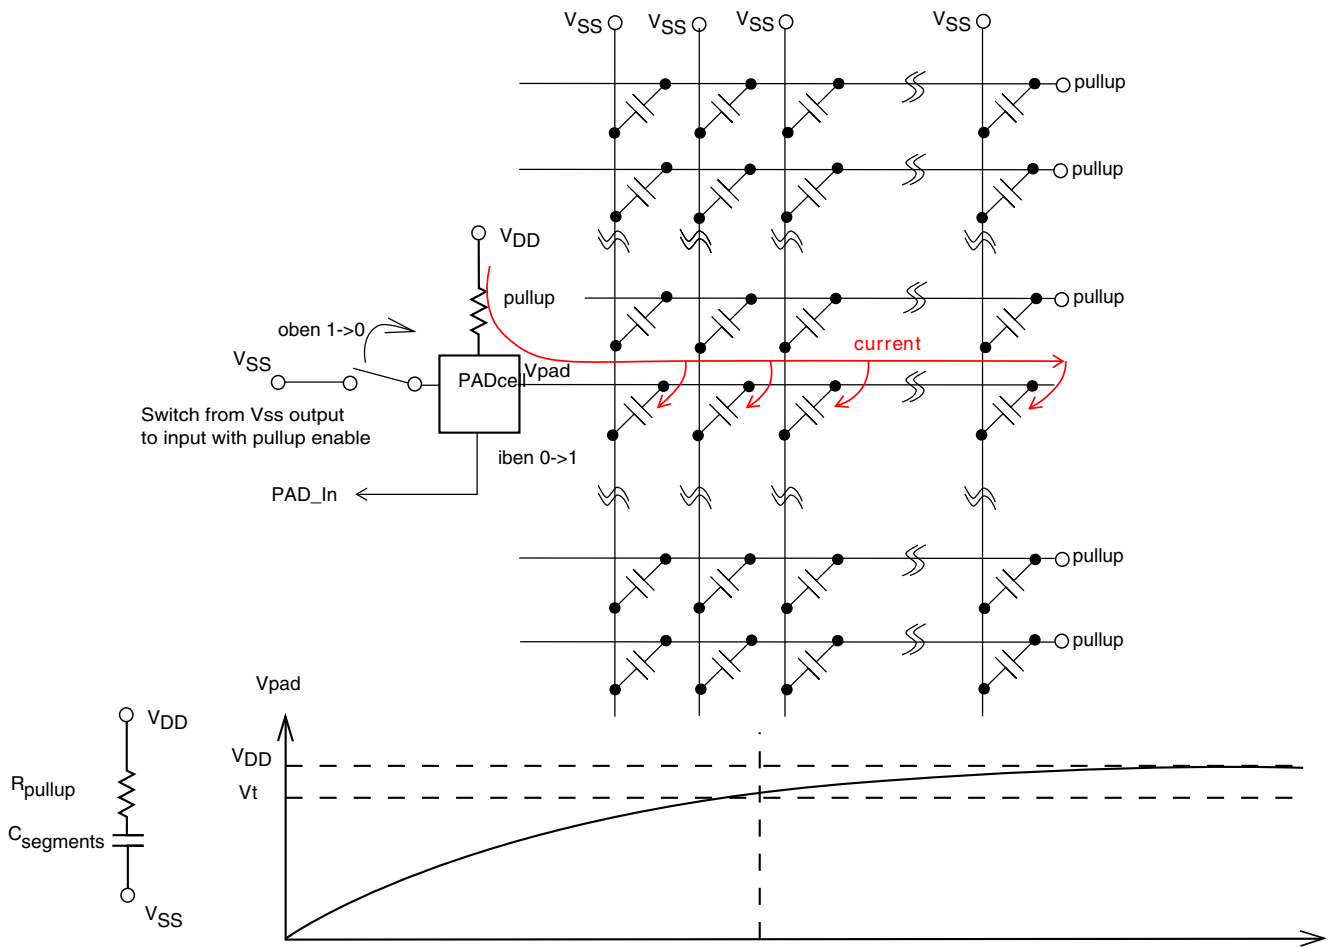 VSS VSS VSS VSS
pullup
pullup
VDD
pullup
pullup
oben 1->0
current
VSS
PADcell
Vpad
Switch from Vss output
to input with pullup enable
iben 0->1
PAD_In
pullup
pullup
Vpad
VDD
VDD
Rpullup
Vt
Csegments
VSS